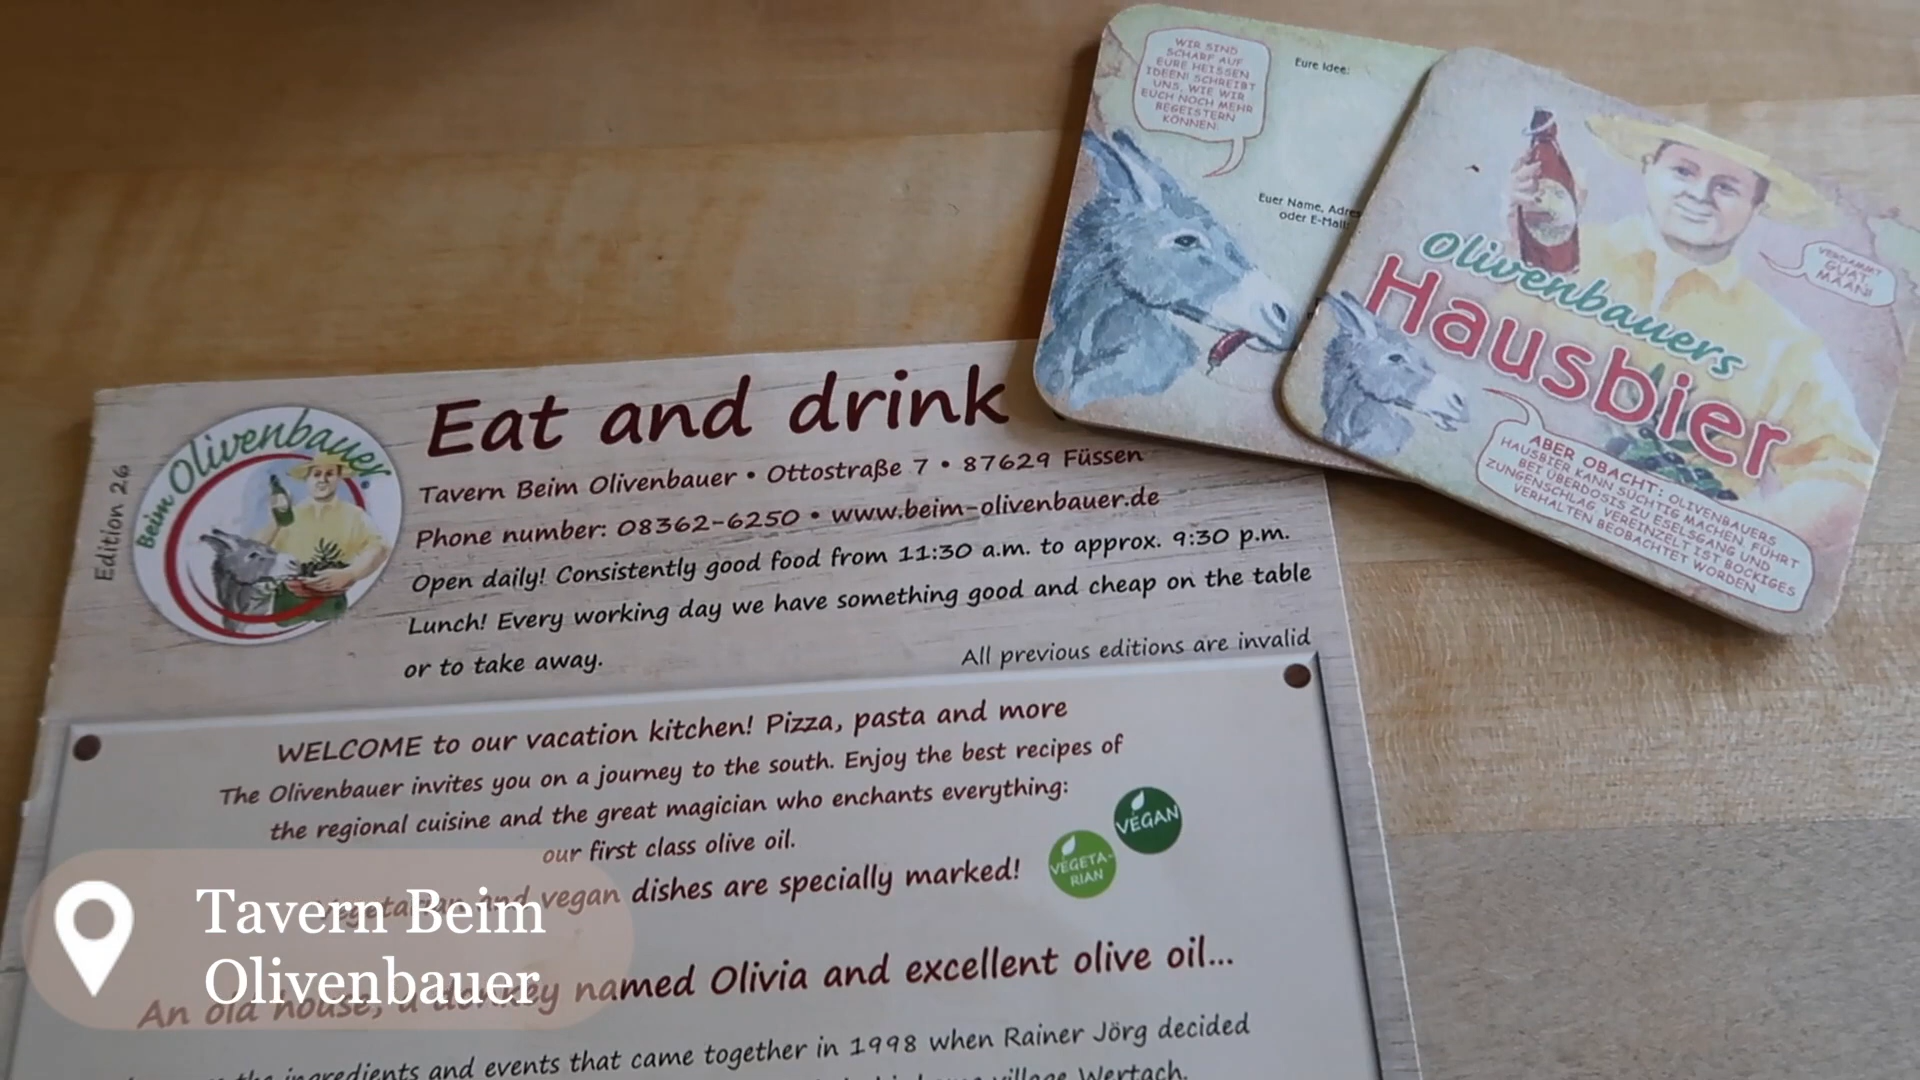 WIR SIND
SCHARF AUF
EURE HEISSEN
IDEEN! SCHREIBT
UNS, WIE WIR
EUCH NOCH MEHR
BEGEISTERN
KÖNNEN.
Eure Idee:
Euer Name, Adres
oder E-Mail:
Olivenbauers
Hausbier
VERDAMMT
GUAT,
MAAN!
ABER OBACHT: OLIVENBAUERS
HAUSBIER KANN SÜCHTIG MACHEN, FÜHRT
BEI ÜBERDOSIS ZU ESELSGANG UND
ZUNGENSCHLAG. VEREINZELT IST BOCKIGES
VERHALTEN BEOBACHTET WORDEN.
Edition 26
Beim Olivenbauer
Eat and drink
Tavern Beim Olivenbauer • Ottostraße 7 • 87629 Füssen
Phone number: 08362-6250 • www.beim-olivenbauer.de
Open daily! Consistently good food from 11:30 a.m. to approx. 9:30 p.m.
Lunch! Every working day we have something good and cheap on the table
or to take away.
All previous editions are invalid
WELCOME to our vacation kitchen! Pizza, pasta and more
The Olivenbauer invites you on a journey to the south. Enjoy the best recipes of
the regional cuisine and the great magician who enchants everything:
our first class olive oil.
Vegetarian and vegan dishes are specially marked!
VEGETA-
RIAN
VEGAN
An old house, a donkey named Olivia and excellent olive oil...
the ingredients and events that came together in 1998 when Rainer Jörg decided
village Wertach.
Tavern Beim
Olivenbauer